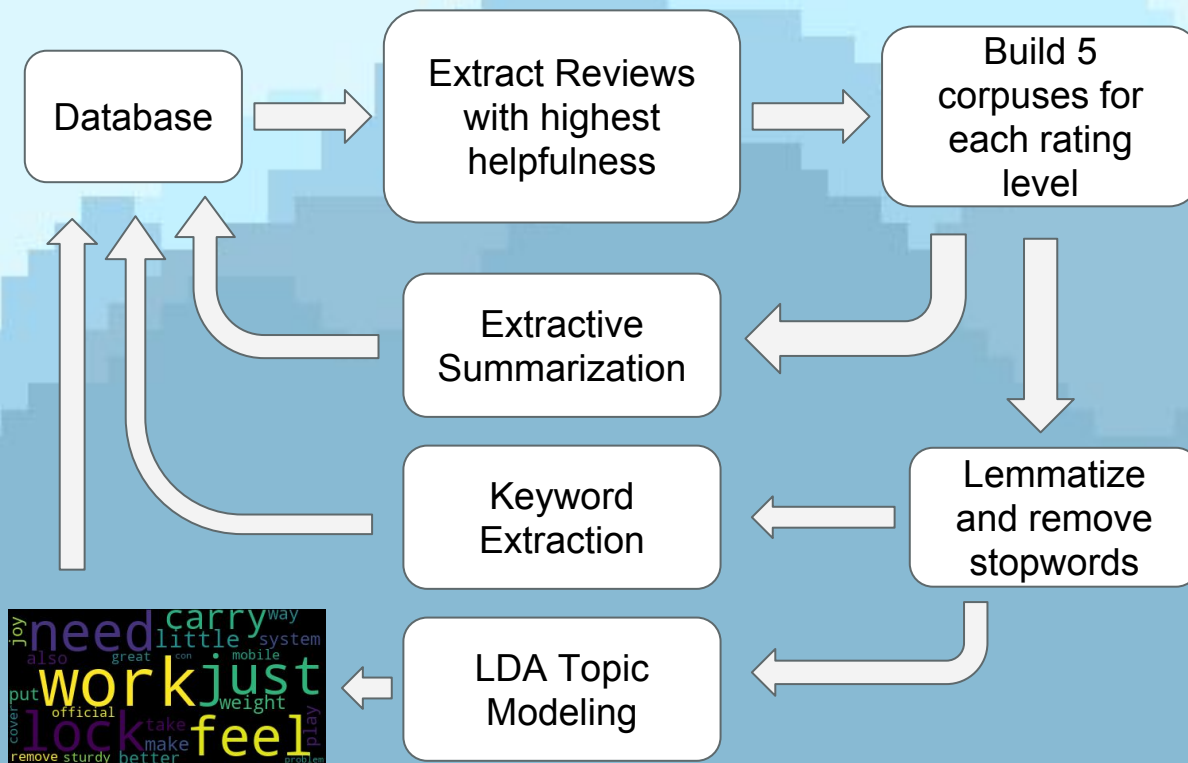 Database
Extract Reviews
with highest
helpfulness
Build 5
corpuses for
each rating
level
Extractive
Summarization
Keyword
Extraction
Lemmatize
and remove
stopwords
LDA Topic
Modeling
joy
need
carry
way
little
system
also
great
con
mobile
work
just
put
weight
official
cover
lock
take
feel
play
make
remove
sturdy
better
problem